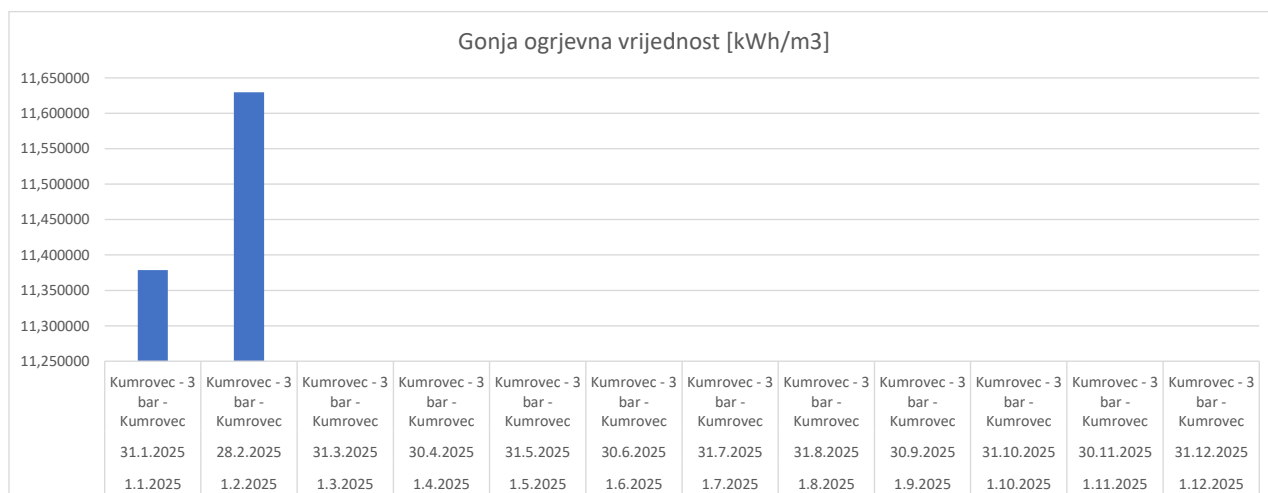 Gonja ogrjevna vrijednost [kWh/m3]
11,650000
11,600000
11,550000
11,500000
11,450000
11,400000
11,350000
11,300000
11,250000
Kumrovec - 3 Kumrovec - 3 Kumrovec - 3 Kumrovec - 3 Kumrovec - 3 Kumrovec - 3 Kumrovec - 3 Kumrovec - 3 Kumrovec - 3 Kumrovec - 3 Kumrovec - 3 Kumrovec - 3
bar - bar - bar - bar - bar - bar - bar - bar - bar - bar - bar - bar -
Kumrovec Kumrovec Kumrovec Kumrovec Kumrovec Kumrovec Kumrovec Kumrovec Kumrovec Kumrovec Kumrovec Kumrovec
31.1.2025 28.2.2025 31.3.2025 30.4.2025 31.5.2025 30.6.2025 31.7.2025 31.8.2025 30.9.2025 31.10.2025 30.11.2025 31.12.2025
1.1.2025 1.2.2025 1.3.2025 1.4.2025 1.5.2025 1.6.2025 1.7.2025 1.8.2025 1.9.2025 1.10.2025 1.11.2025 1.12.2025